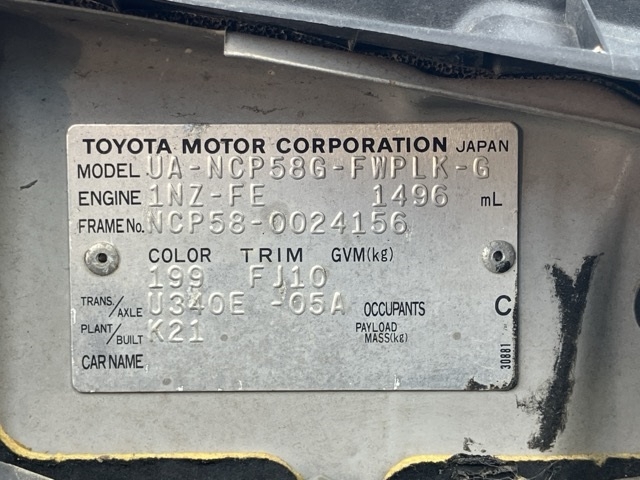 TOYOTA MOTOR CORPORATION JAPAN
MODEL UA-NCP58G-FWPLK-G
ENGINE 1NZ-FE 1496 mL
FRAME No. NCP58-0024156
COLOR TRIM GVM(kg)
199 FJ10
TRANS./AXLE U340E -05A OCCUPANTS C
PLANT/BUILT K21 PAYLOAD MASS(kg)
CAR NAME
30881